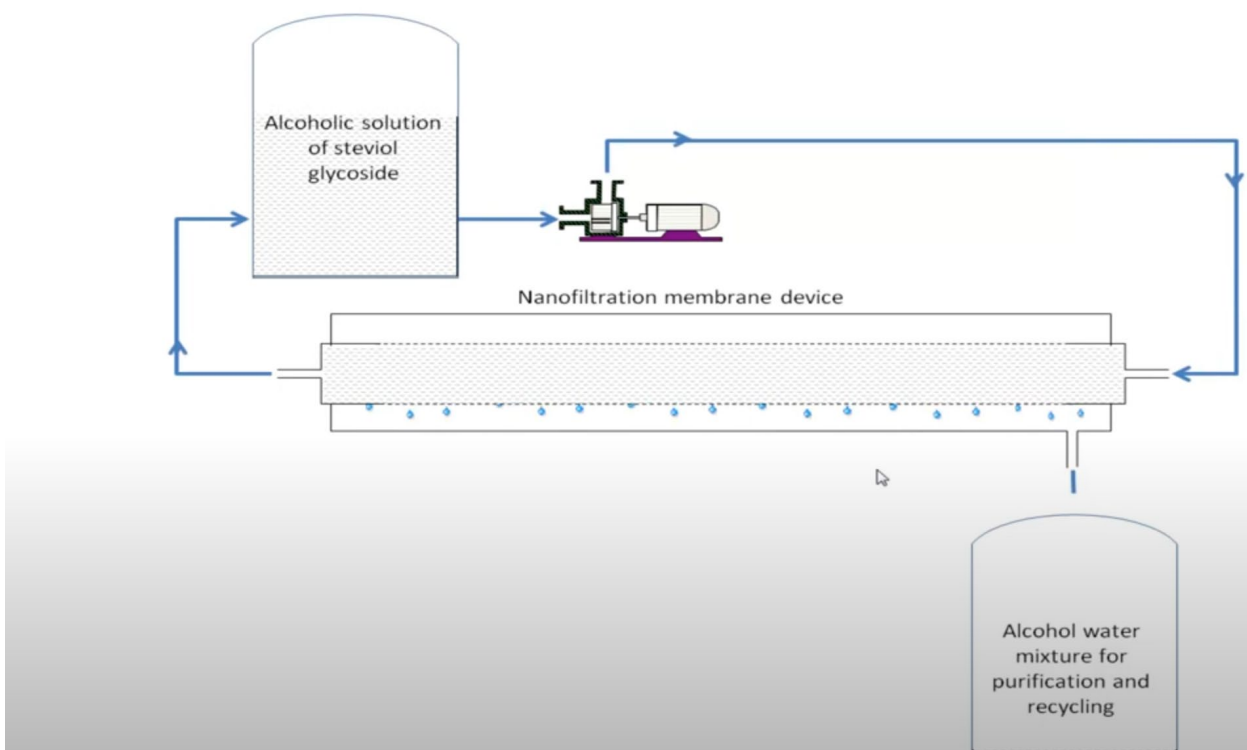 Alcoholic solution
of steviol
glycoside
Nanofiltration membrane device
Alcohol water
mixture for
purification and
recycling